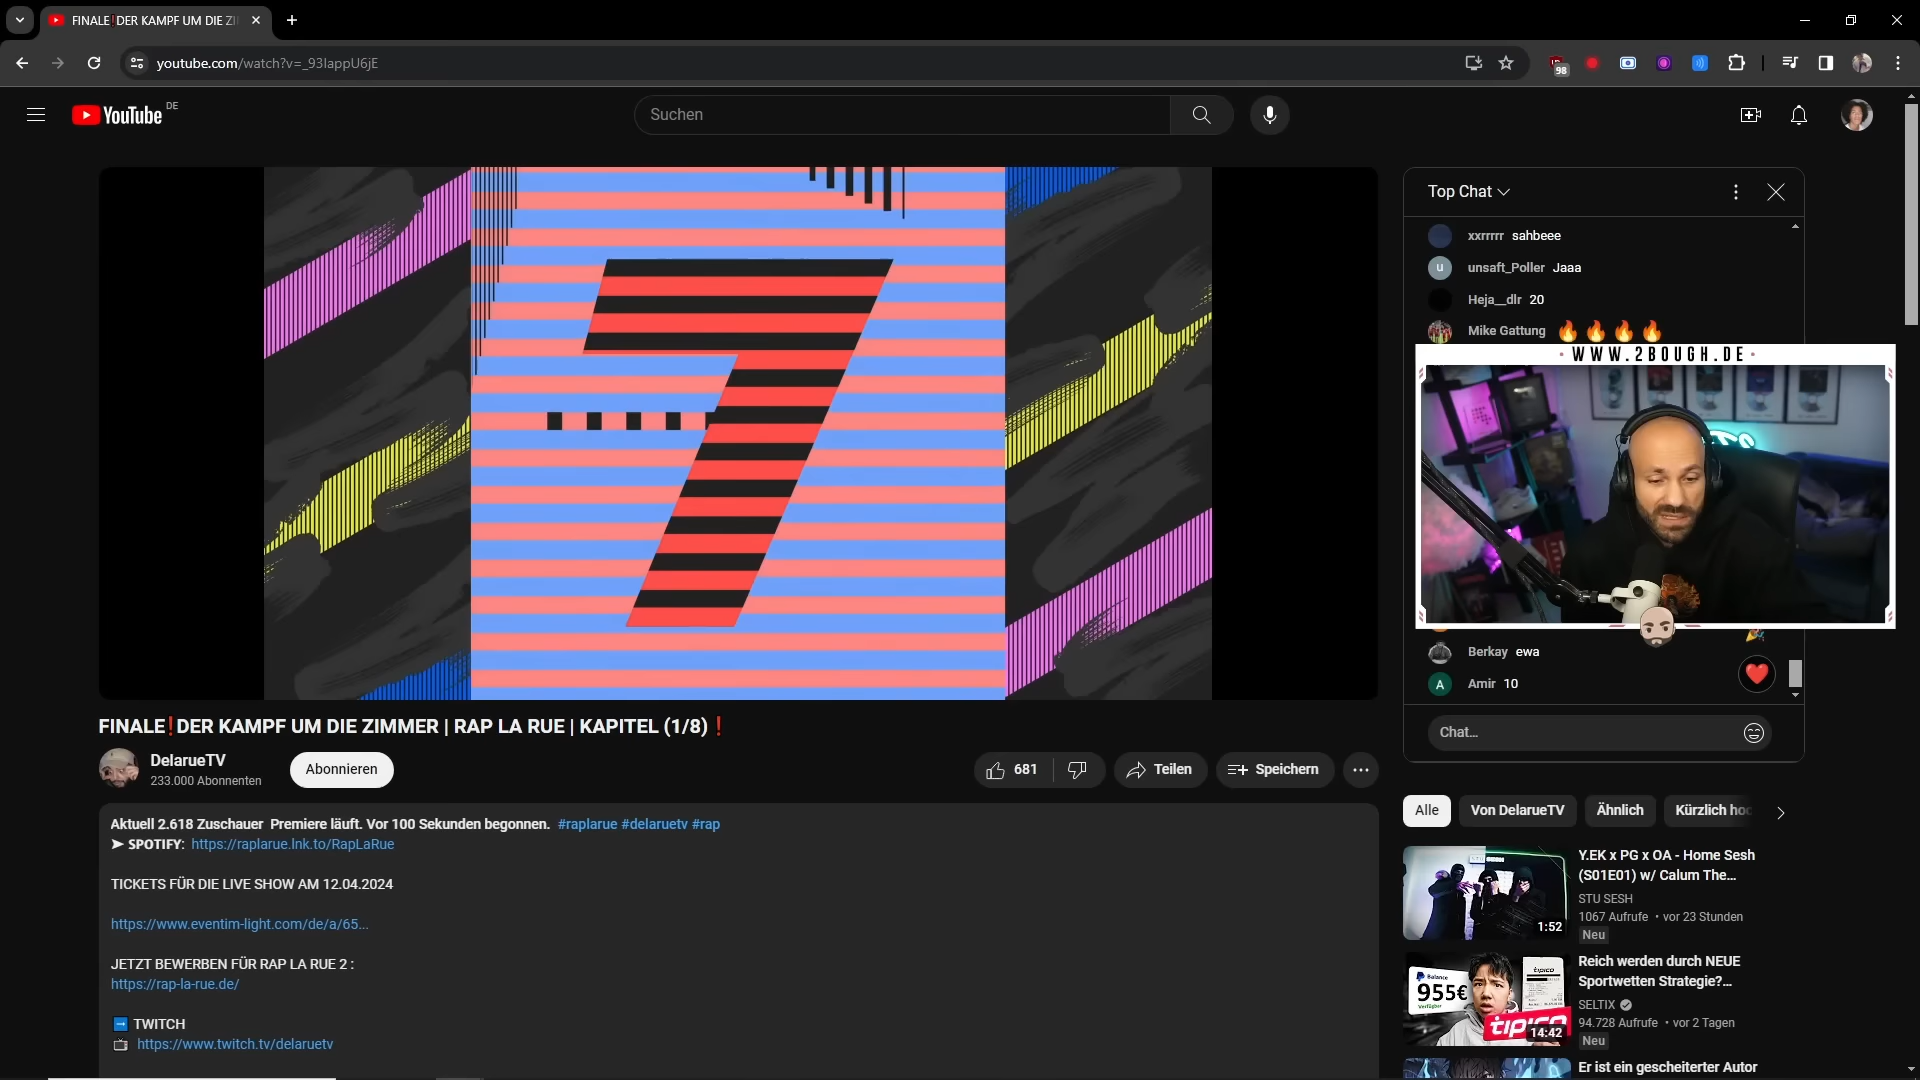 FINALE❗DER KAMPF UM DIE ZI
youtube.com/watch?v=_93IappU6jE
98
YouTube DE
Suchen
7
Top Chat
xxrrrrr sahbeee
u
unsaft_Poller Jaaa
Heja__dlr 20
Mike Gattung 🔥🔥🔥🔥
WWW.2BOUGH.DE
Berkay ewa
A
Amir 10
Chat...
FINALE❗DER KAMPF UM DIE ZIMMER | RAP LA RUE | KAPITEL (1/8)❗
DelarueTV
233.000 Abonnenten
Abonnieren
681
Teilen
Speichern
Aktuell 2.618 Zuschauer Premiere läuft. Vor 100 Sekunden begonnen. #raplarue #delaruetv #rap
➤ SPOTIFY: https://raplarue.lnk.to/RapLaRue
TICKETS FÜR DIE LIVE SHOW AM 12.04.2024
https://www.eventim-light.com/de/a/65...
JETZT BEWERBEN FÜR RAP LA RUE 2 :
https://rap-la-rue.de/
➡️ TWITCH
📺 https://www.twitch.tv/delaruetv
Alle
Von DelarueTV
Ähnlich
Kürzlich hoc
Y.EK x PG x OA - Home Sesh
(S01E01) w/ Calum The...
STU SESH
1067 Aufrufe • vor 23 Stunden
Neu
1:52
Reich werden durch NEUE
Sportwetten Strategie?...
SELTIX
94.728 Aufrufe • vor 2 Tagen
Neu
Balance
955€
tipico
tipico
14:42
Er ist ein gescheiterter Autor